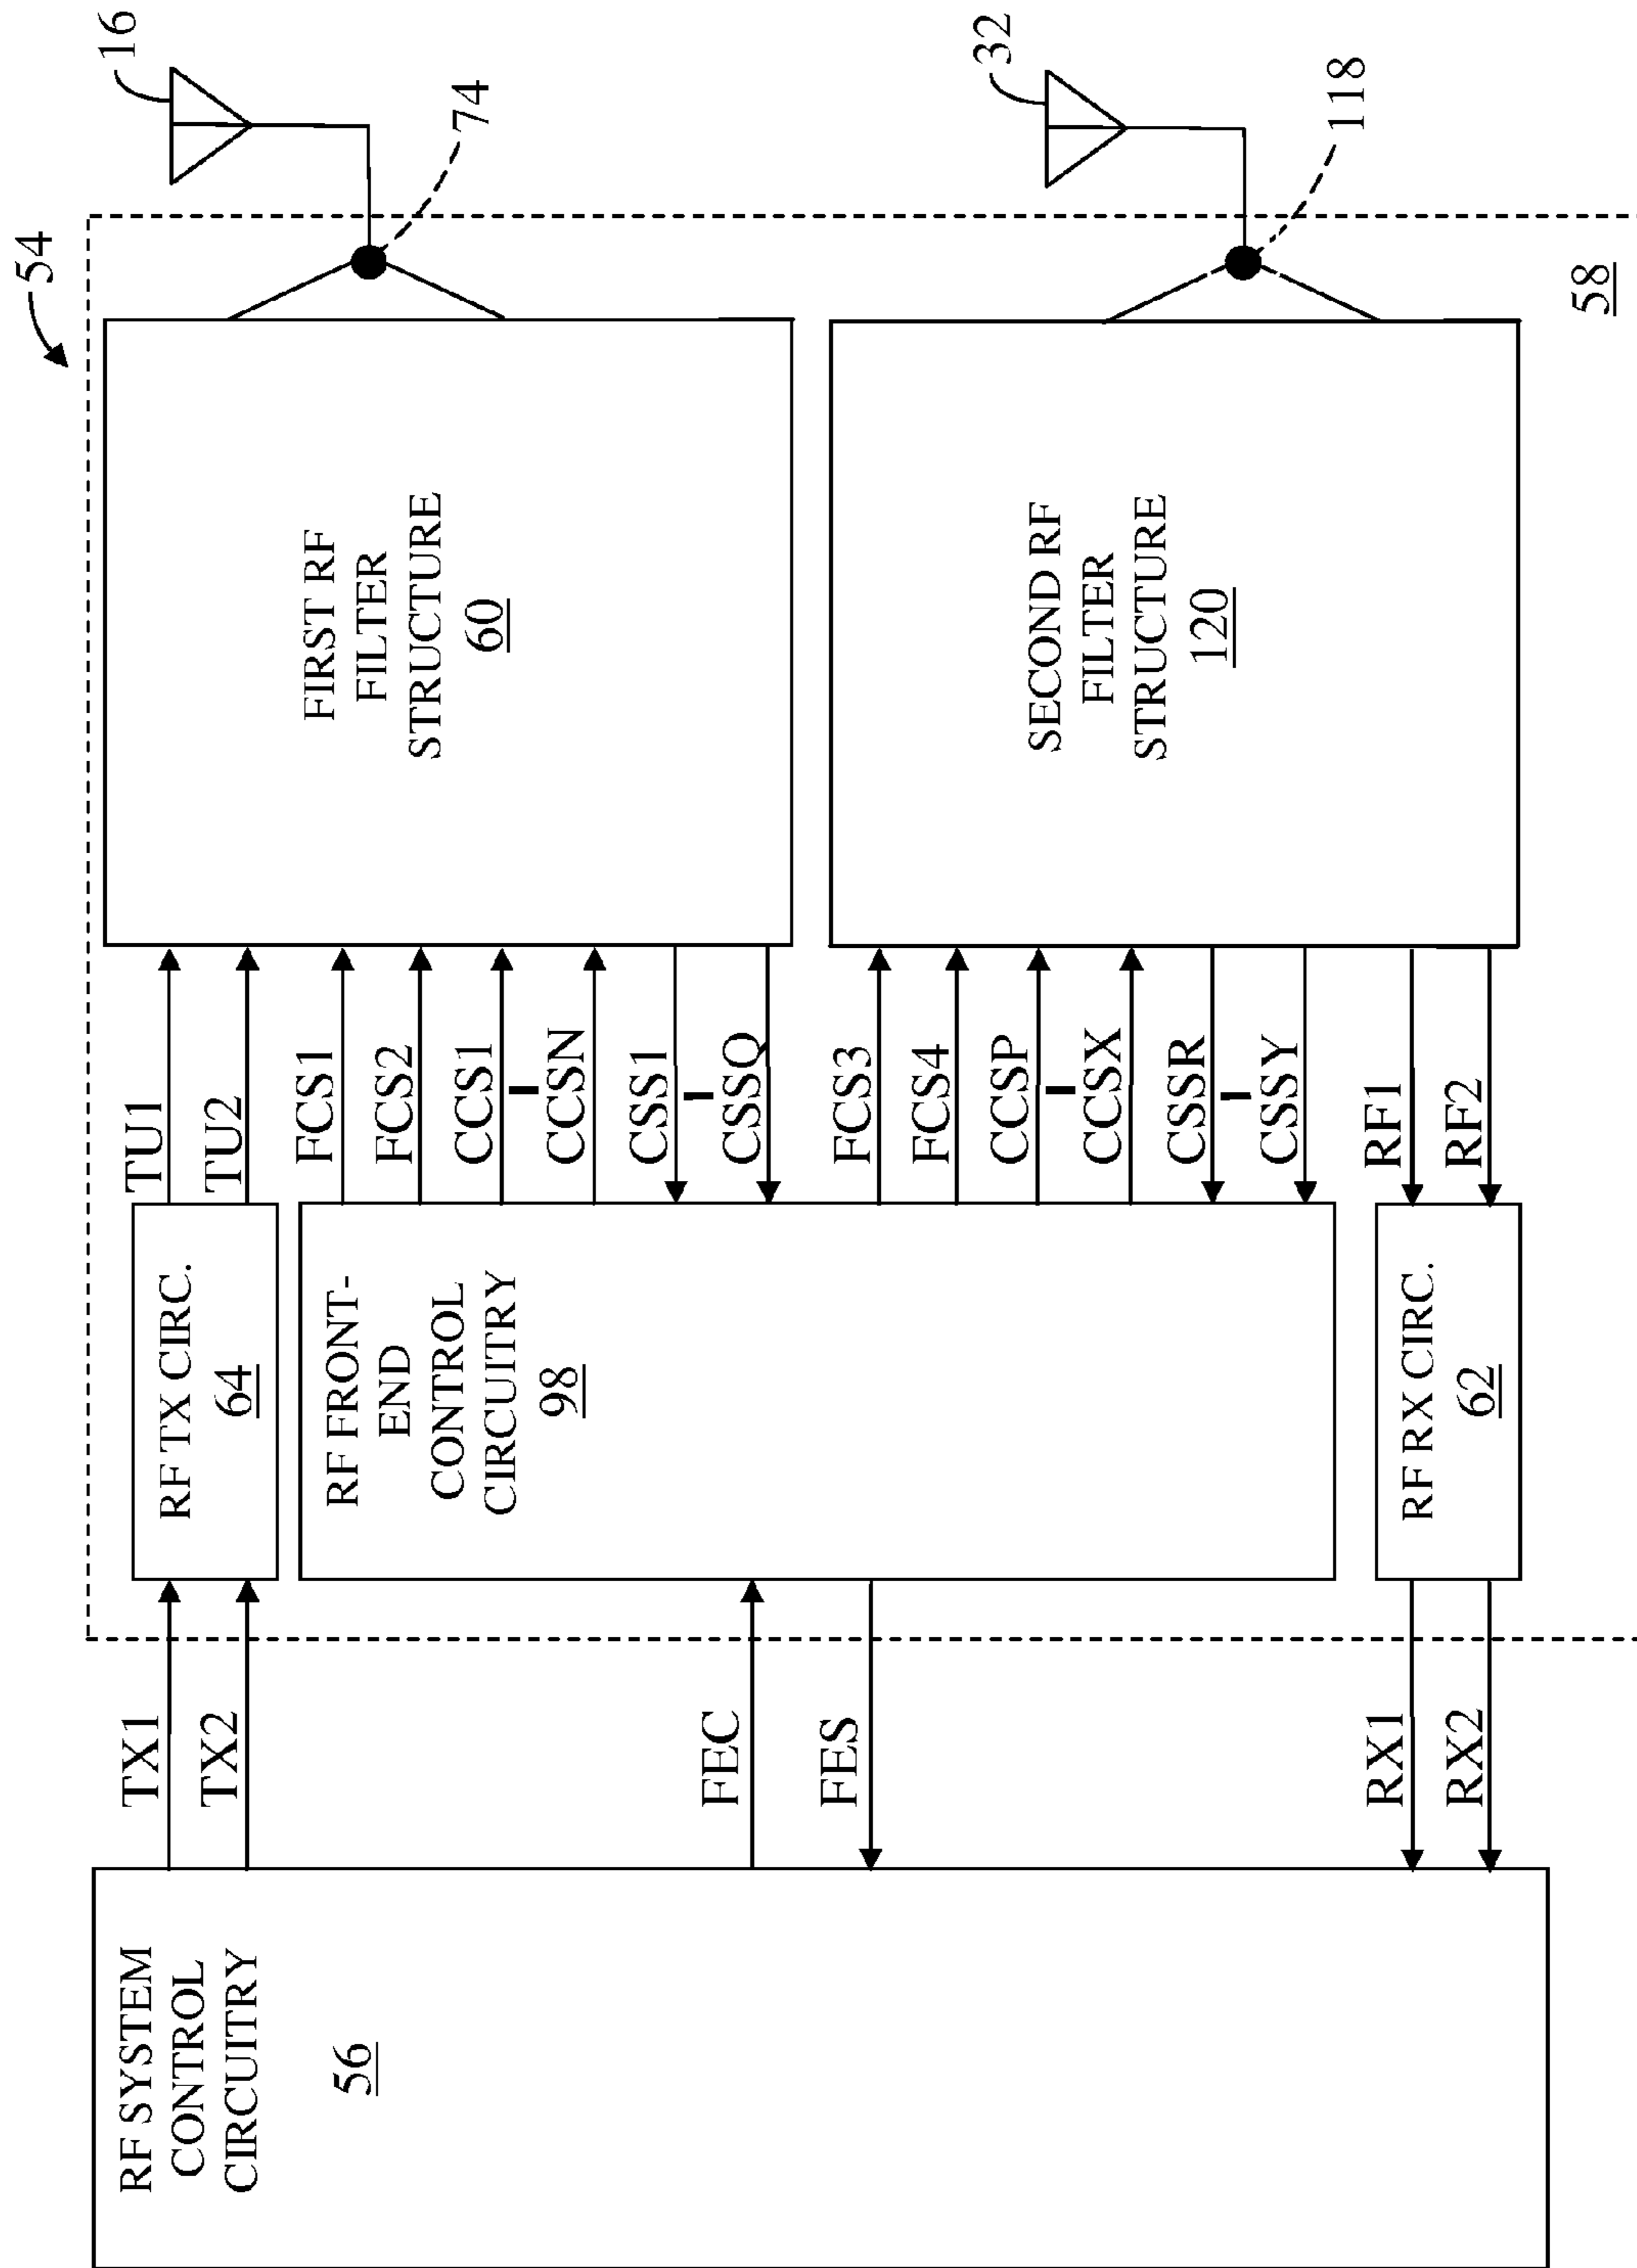 54
16
74
32
118
58
RF SYSTEM
CONTROL
CIRCUITRY
56
TX1
TX2
FEC
FES
RX1
RX2
RF TX CIRC.
64
RF FRONT-
END
CONTROL
CIRCUITRY
98
RF RX CIRC.
62
TU1
TU2
FCS1
FCS2
CCS1
CCSN
CSS1
CSSQ
FCS3
FCS4
CCSP
CCSX
CSSR
CSSY
RF1
RF2
FIRST RF
FILTER
STRUCTURE
60
SECOND RF
FILTER
STRUCTURE
120